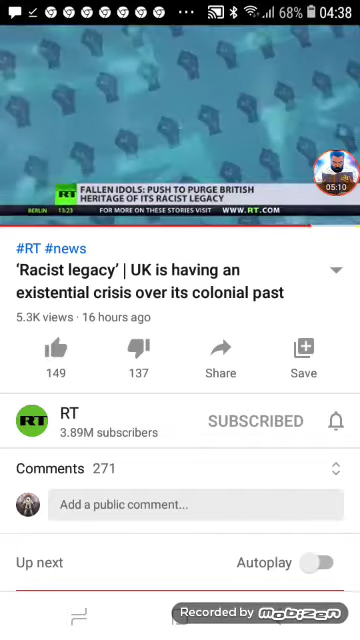 68% 04:38
RT FALLEN IDOLS: PUSH TO PURGE BRITISH
HERITAGE OF ITS RACIST LEGACY
05:10
BERLIN 13:23 FOR MORE ON THESE STORIES VISIT WWW.RT.COM
#RT #news
‘Racist legacy’ | UK is having an
existential crisis over its colonial past
5.3K views · 16 hours ago
149 137 Share Save
RT RT SUBSCRIBED
3.89M subscribers
Comments 271
Add a public comment...
Up next Autoplay
Recorded by mobizen